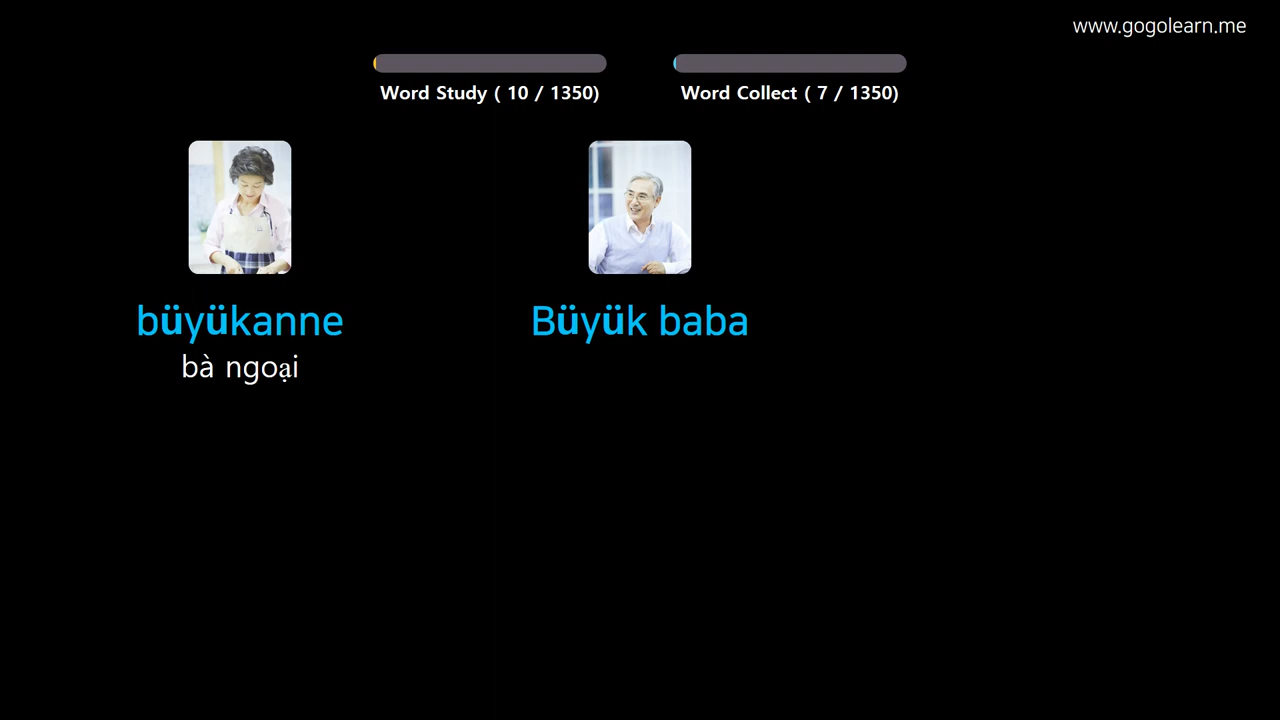 www.gogolearn.me
Word Study ( 10 / 1350)
Word Collect ( 7 / 1350)
büyükanne
Büyük baba
bà ngoại